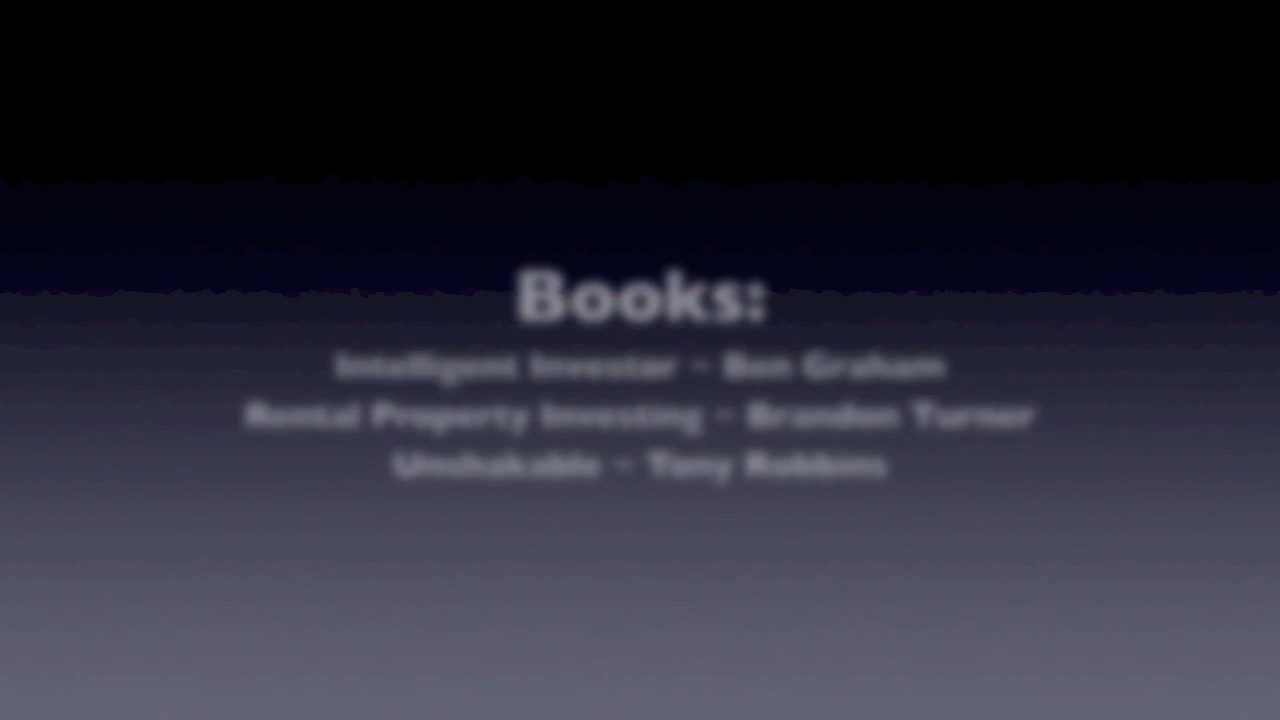 Books:
Intelligent Investor - Ben Graham
Rental Property Investing - Brandon Turner
Unshakable - Tony Robbins